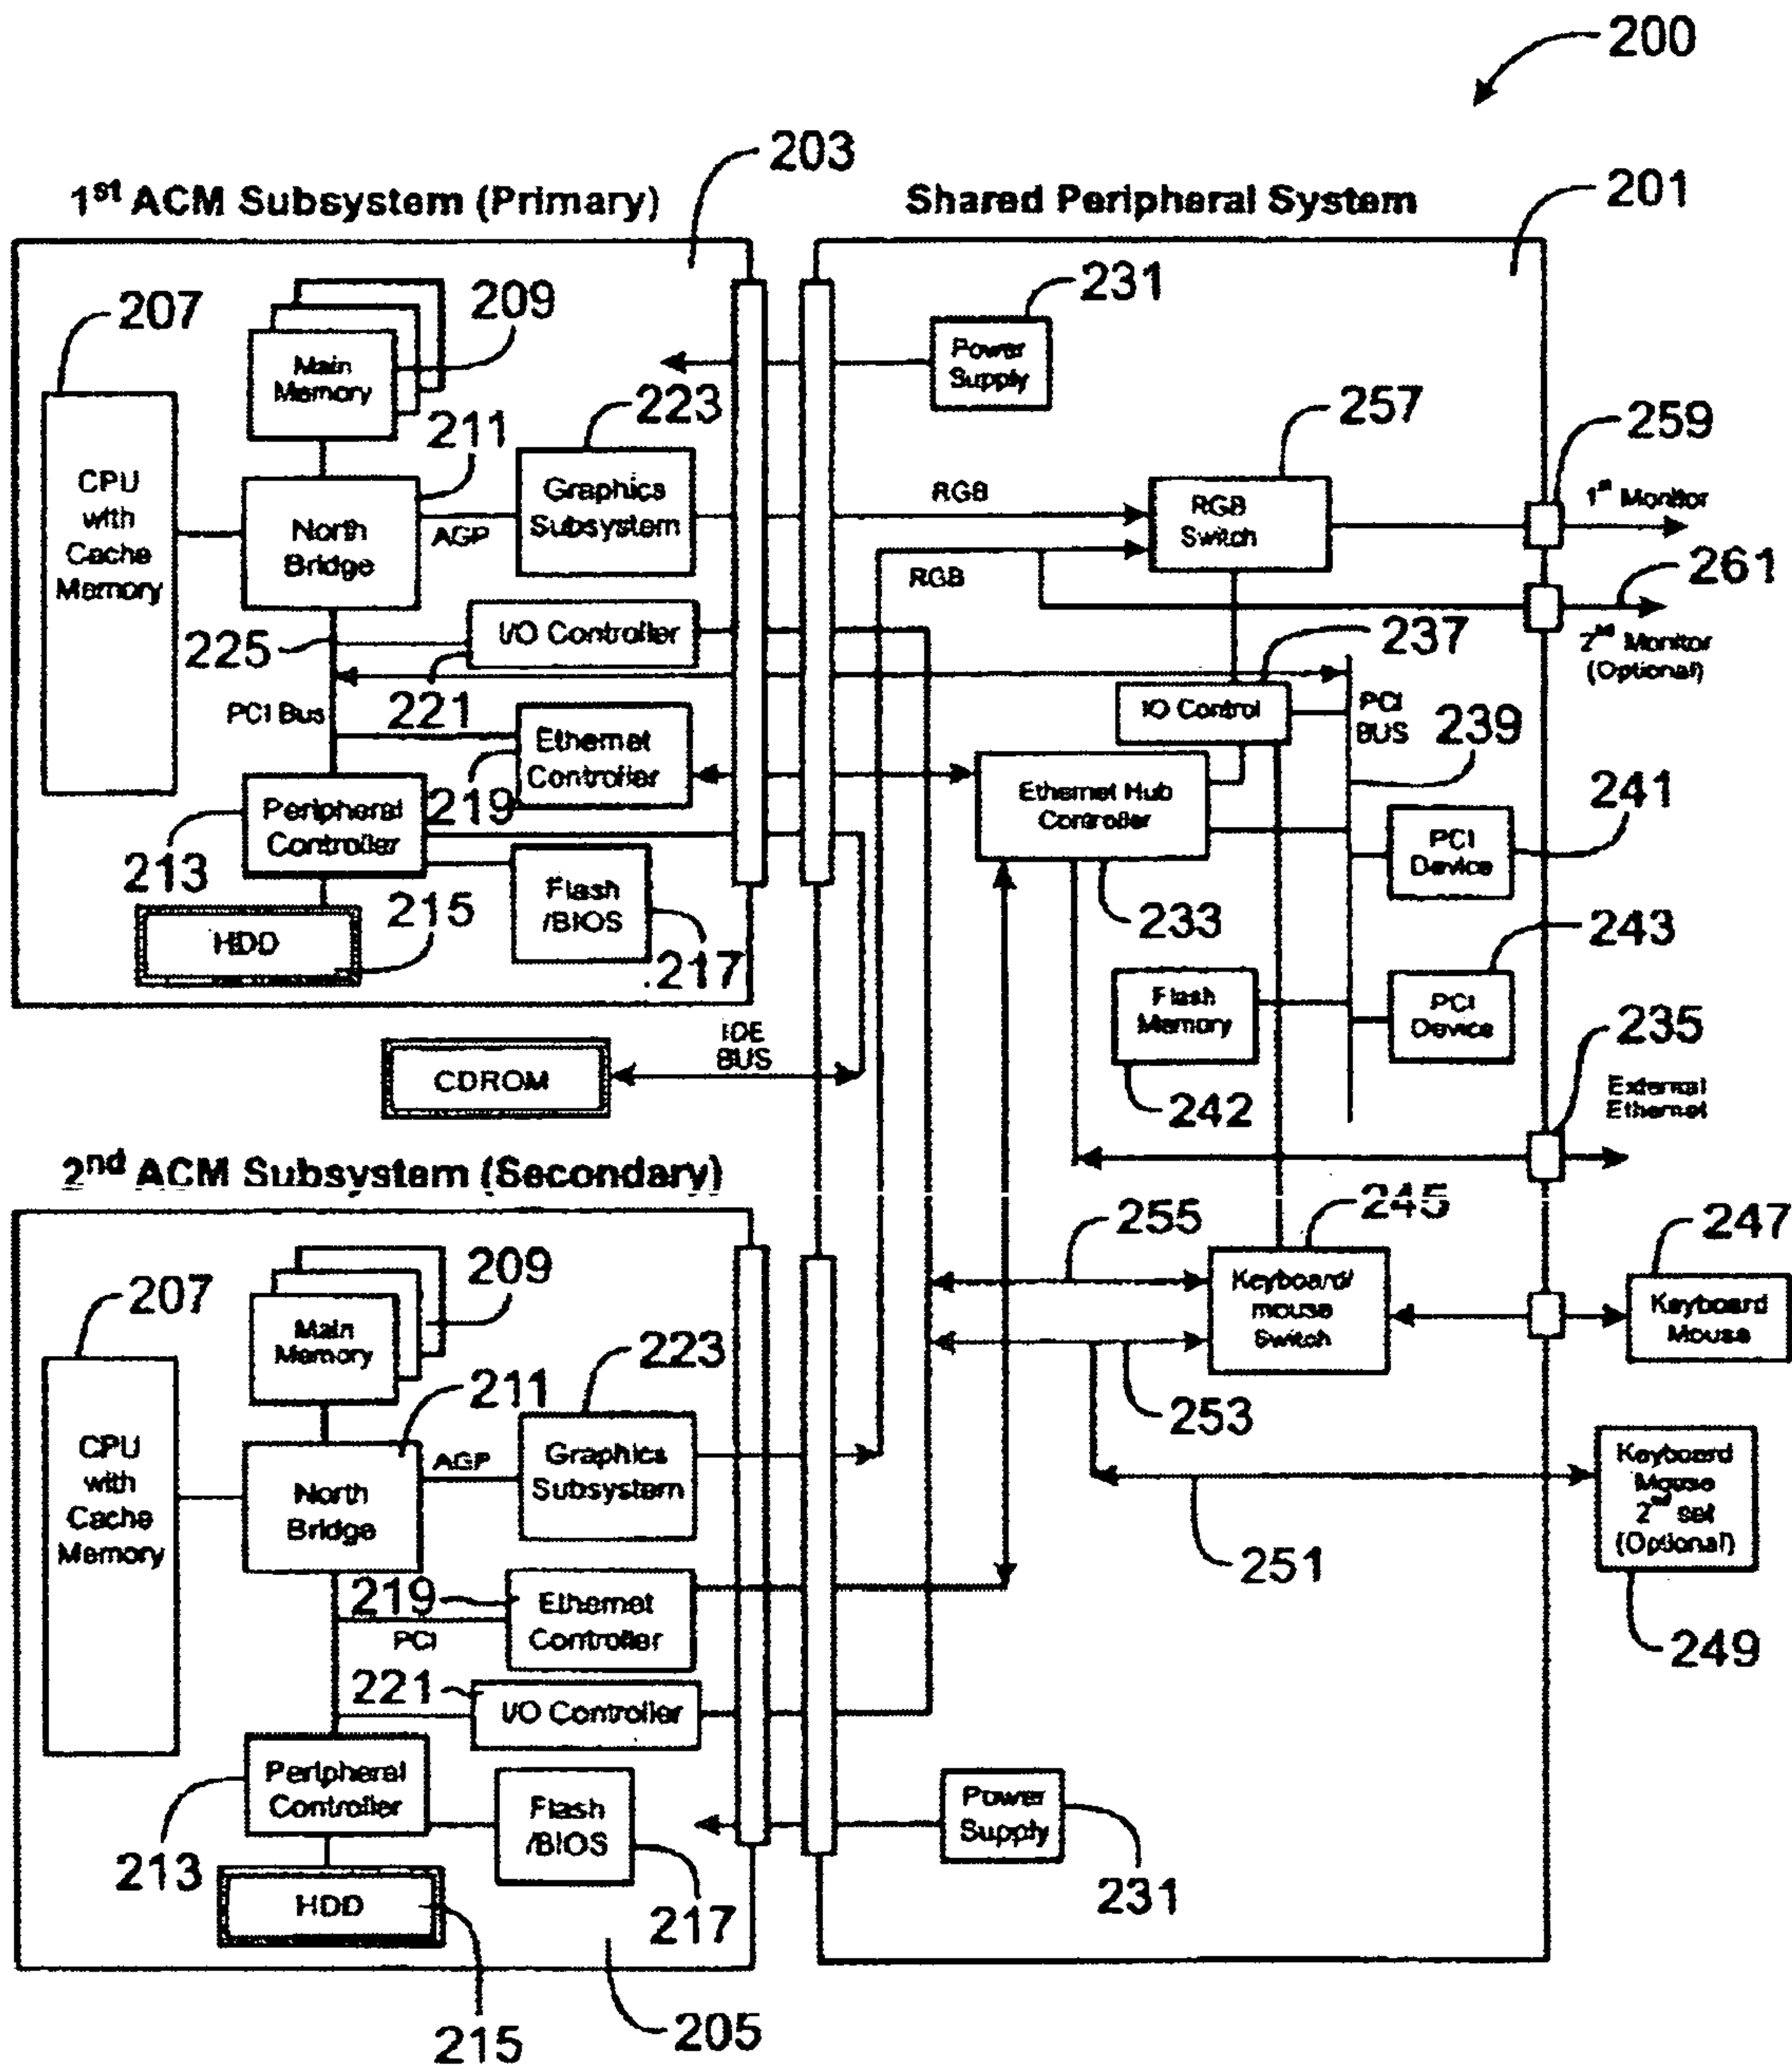 200
203
1st ACM Subsystem (Primary)
Shared Peripheral System
201
207
209
Main
Memory
CPU
with
Cache
Memory
211
North
Bridge
AGP
223
Graphics
Subsystem
225
I/O Controller
221
PCI Bus
219
Ethernet
Controller
Peripheral
Controller
213
Flash
/BIOS
217
HDD
215
CDROM
IDE
BUS
231
Power
Supply
RGB
RGB
257
RGB
Switch
259
1st Monitor
261
2nd Monitor
(Optional)
237
IO Control
PCI
BUS
239
Ethernet Hub
Controller
233
241
PCI
Device
243
PCI
Device
Flash
Memory
242
235
External
Ethernet
255
245
Keyboard/
mouse
Switch
253
247
Keyboard
Mouse
251
Keyboard
Mouse
2nd set
(Optional)
249
2nd ACM Subsystem (Secondary)
207
209
Main
Memory
CPU
with
Cache
Memory
211
North
Bridge
AGP
223
Graphics
Subsystem
219
Ethernet
Controller
PCI
221
I/O Controller
Peripheral
Controller
213
Flash
/BIOS
217
HDD
215
205
Power
Supply
231